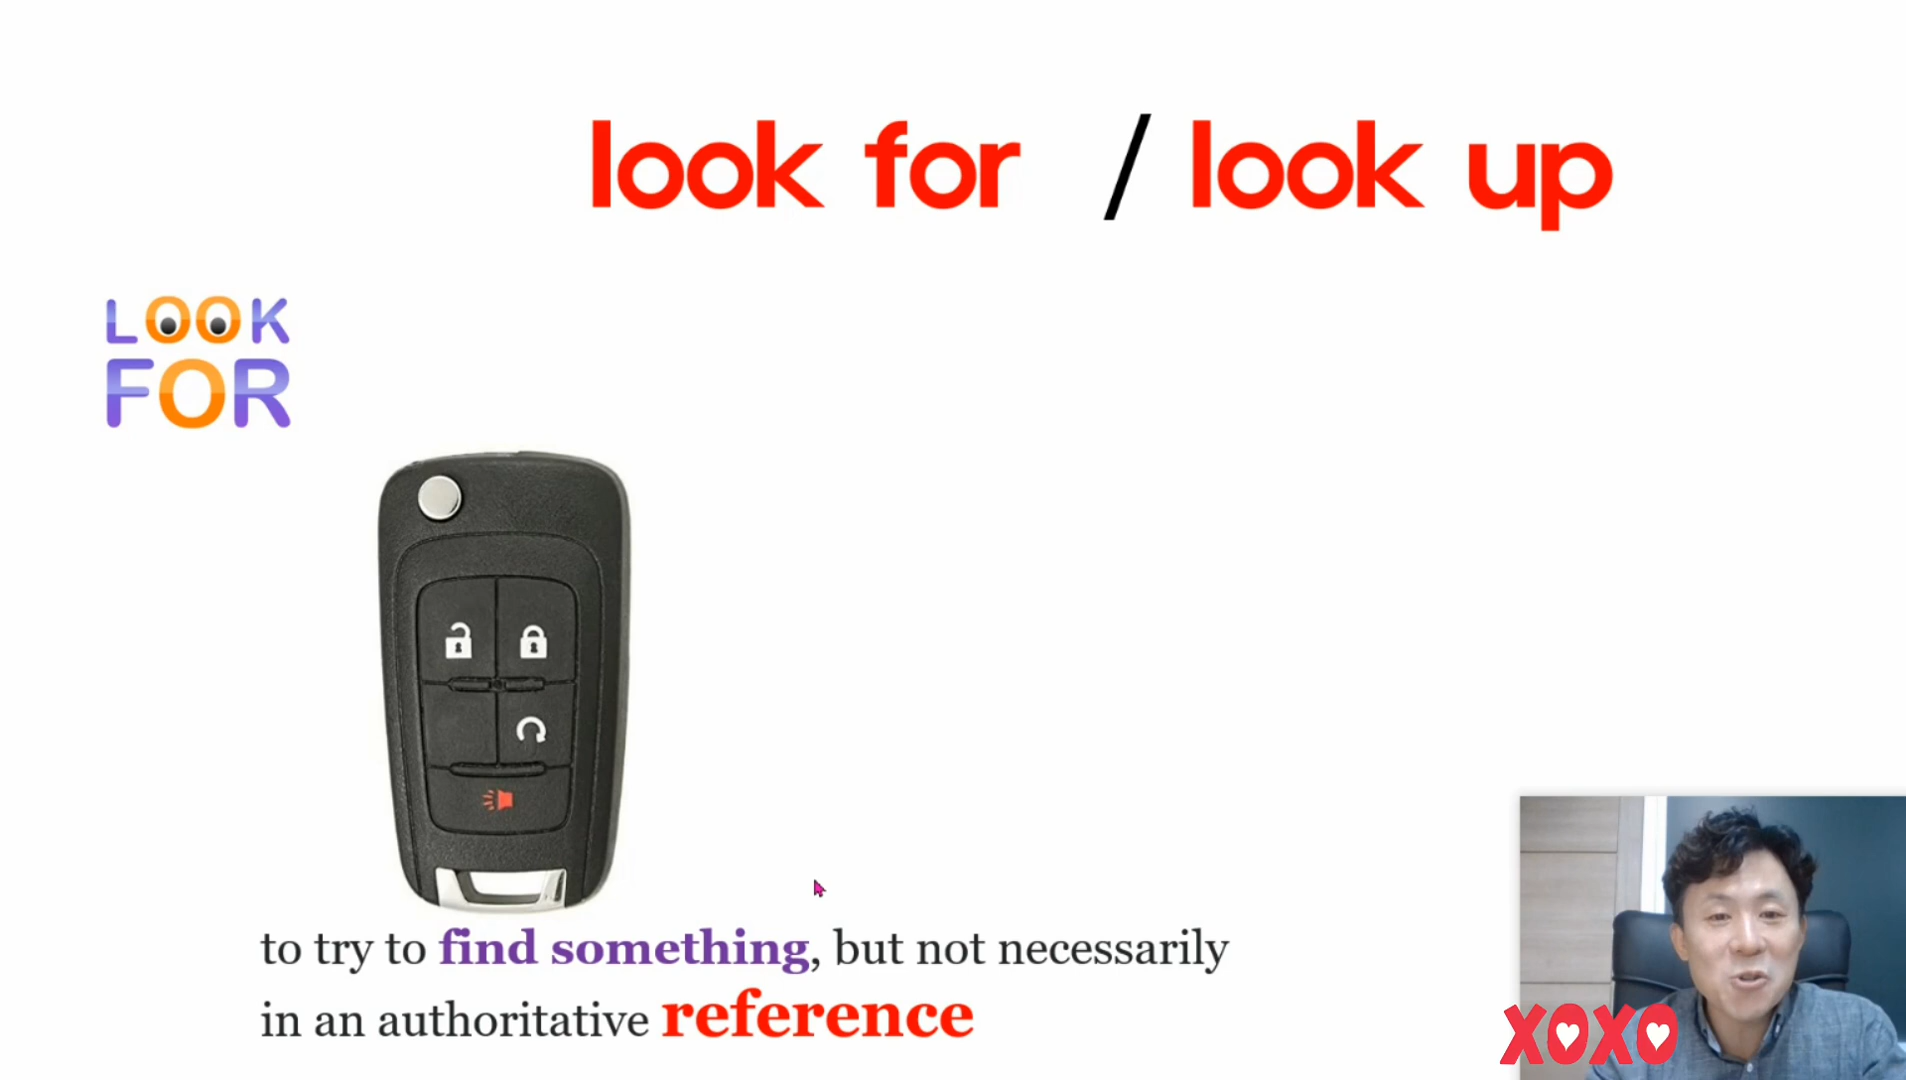 look for / look up
LOOK
FOR
to try to find something, but not necessarily
in an authoritative reference
XOXO